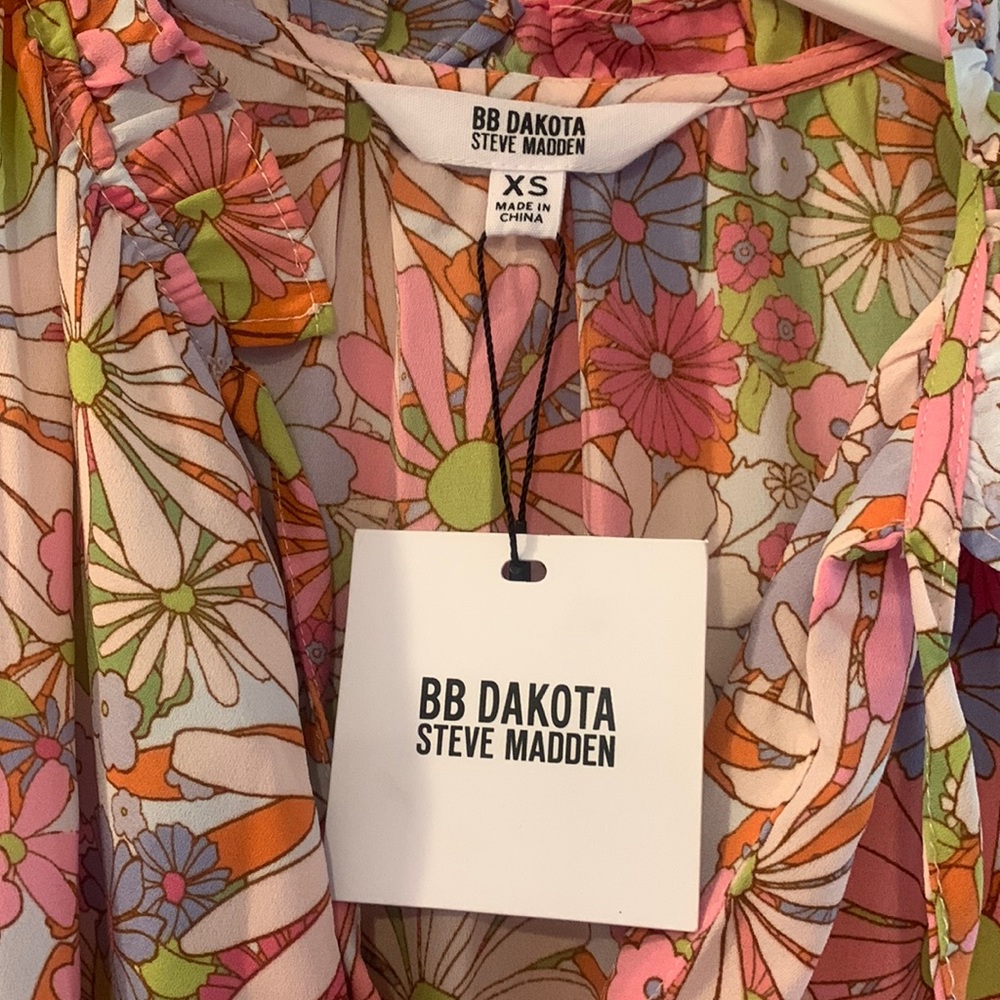 BB DAKOTA
STEVE MADDEN
XS
MADE IN
CHINA
BB DAKOTA
STEVE MADDEN